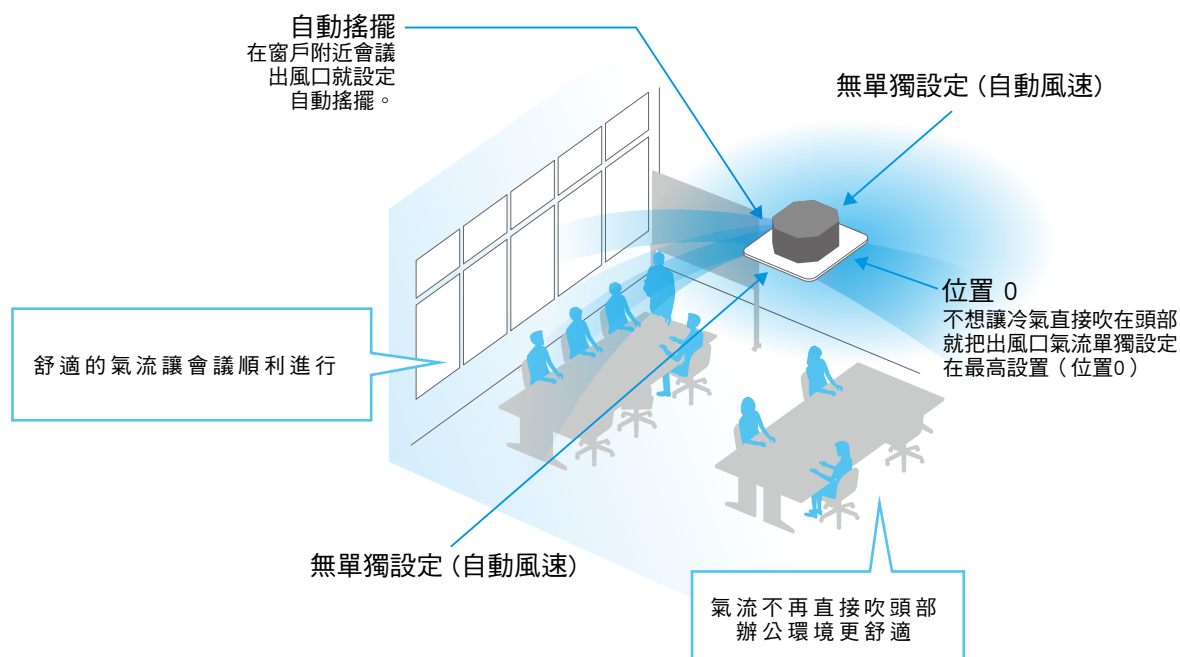 自動搖擺
在窗戶附近會議
出風口就設定
自動搖擺。
無單獨設定（自動風速）
位置 0
不想讓冷氣直接吹在頭部
就把出風口氣流單獨設定
在最高設置（位置0）
舒適的氣流讓會議順利進行
無單獨設定（自動風速）
氣流不再直接吹頭部
辦公環境更舒適